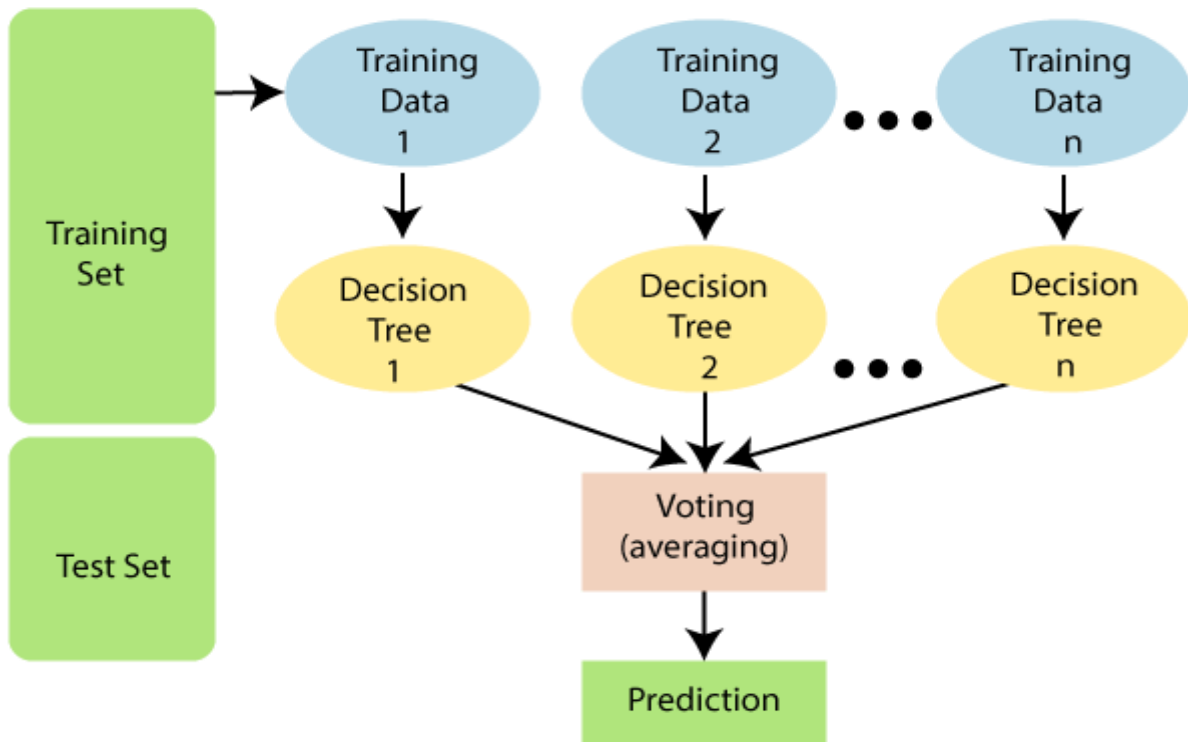 Training
Data
1
Training
Data
2
Training
Data
n
Training
Set
Decision
Tree
1
Decision
Tree
2
Decision
Tree
n
Voting
(averaging)
Test Set
Prediction